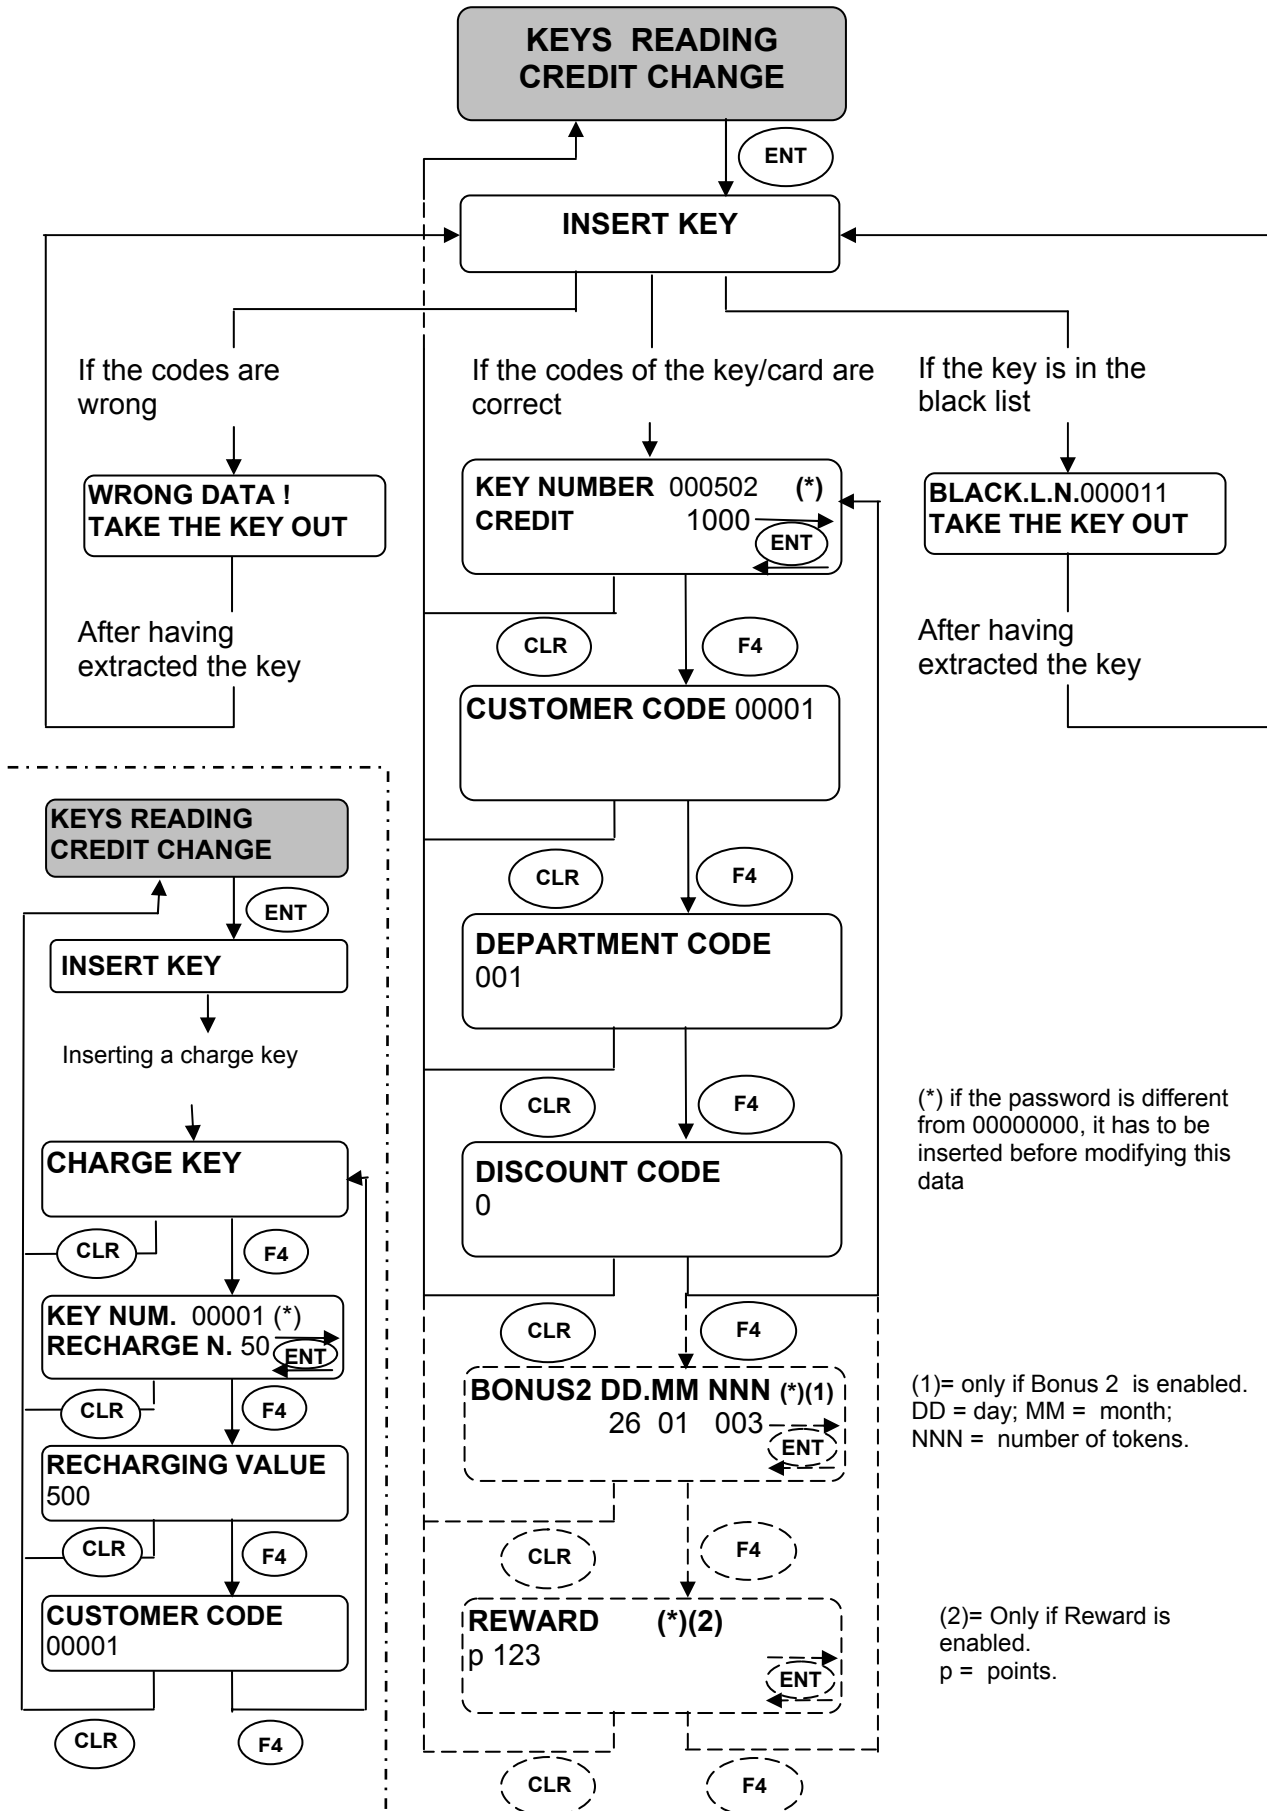 KEYS READING
CREDIT CHANGE
ENT
INSERT KEY
If the codes are
wrong
If the codes of the key/card are
correct
If the key is in the
black list
WRONG DATA !
TAKE THE KEY OUT
KEY NUMBER 000502 (*)
CREDIT 1000
ENT
BLACK.L.N.000011
TAKE THE KEY OUT
After having
extracted the key
CLR
F4
After having
extracted the key
CUSTOMER CODE 00001
CLR
F4
DEPARTMENT CODE
001
CLR
F4
DISCOUNT CODE
0
CLR
F4
BONUS2 DD.MM NNN (*)(1)
26 01 003
ENT
CLR
F4
REWARD (*)(2)
p 123
ENT
CLR
F4
KEYS READING
CREDIT CHANGE
ENT
INSERT KEY
Inserting a charge key
CHARGE KEY
CLR
F4
KEY NUM. 00001 (*)
RECHARGE N. 50
ENT
CLR
F4
RECHARGING VALUE
500
CLR
F4
CUSTOMER CODE
00001
CLR
F4
(*) if the password is different
from 00000000, it has to be
inserted before modifying this
data
(1)= only if Bonus 2 is enabled.
DD = day; MM = month;
NNN = number of tokens.
(2)= Only if Reward is
enabled.
p = points.